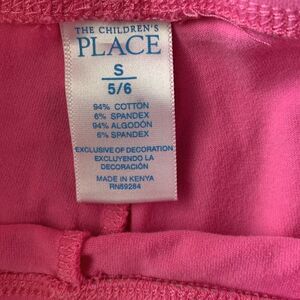 THE CHILDREN'S
PLACE
S
5/6
94% COTTON
6% SPANDEX
94% ALGODÓN
6% SPANDEX
EXCLUSIVE OF DECORATION
EXCLUYENDO LA
DECORACIÓN
MADE IN KENYA
RN89284